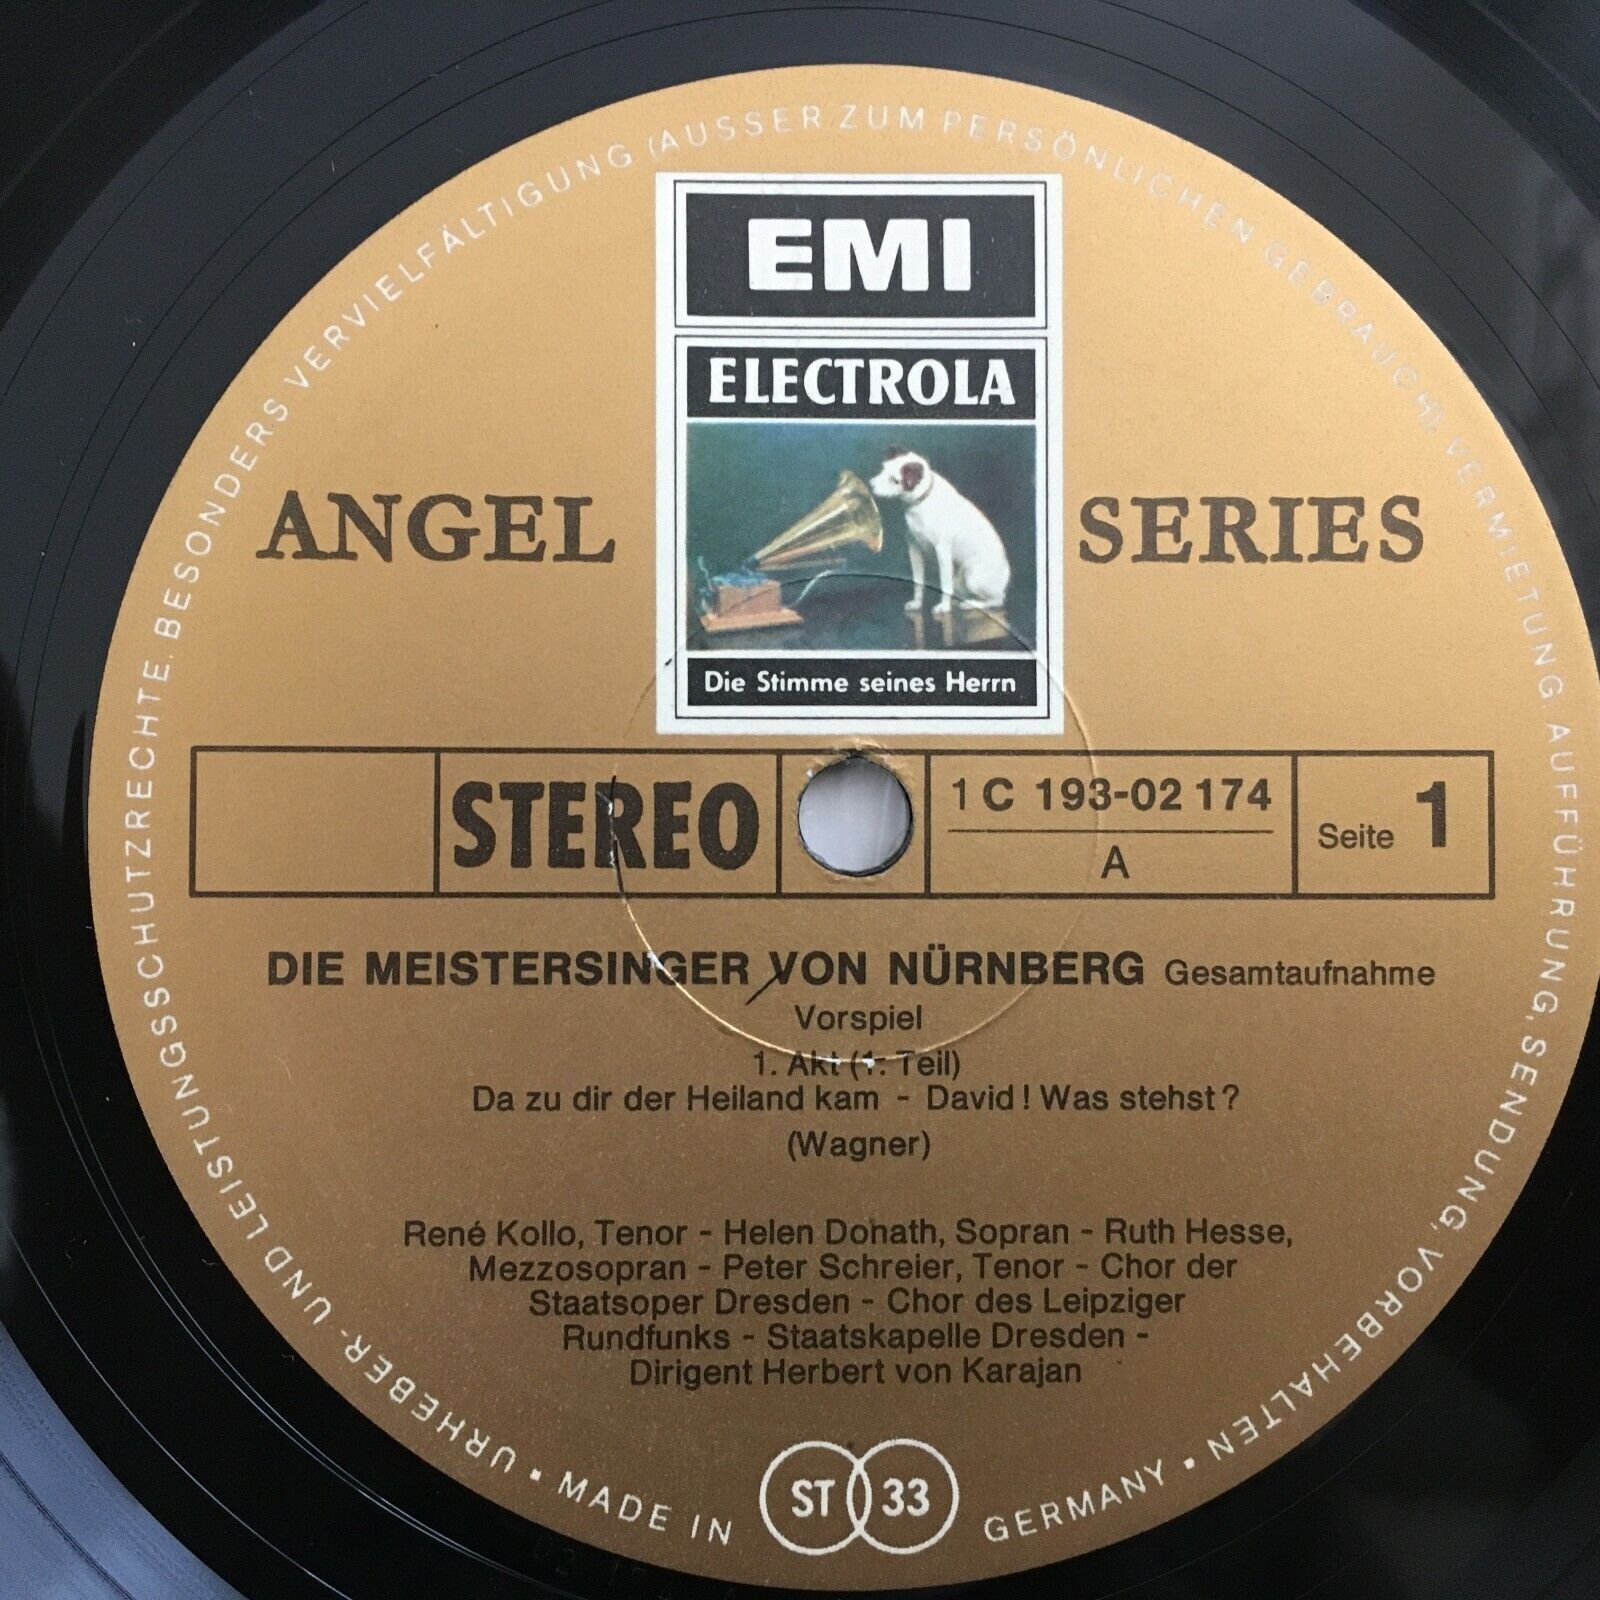 EMI
ELECTROLA
ANGEL SERIES
Die Stimme seines Herrn
STEREO
1 C 193-02 174
A
Seite 1
DIE MEISTERSINGER VON NÜRNBERG Gesamtaufnahme
Vorspiel
1. Akt (1. Teil)
Da zu dir der Heiland kam - David! Was stehst?
(Wagner)
René Kollo, Tenor - Helen Donath, Sopran - Ruth Hesse,
Mezzosopran - Peter Schreier, Tenor - Chor der
Staatsoper Dresden - Chor des Leipziger
Rundfunks - Staatskapelle Dresden -
Dirigent Herbert von Karajan
ST 33
URHEBER- UND LEISTUNGSSCHUTZRECHTE, BESONDERS VERVIELFÄLTIGUNG (AUSSER ZUM PERSÖNLICHEN GEBRAUCH), VERMIETUNG, AUFFÜHRUNG, SENDUNG, VORBEHALTEN • MADE IN GERMANY •